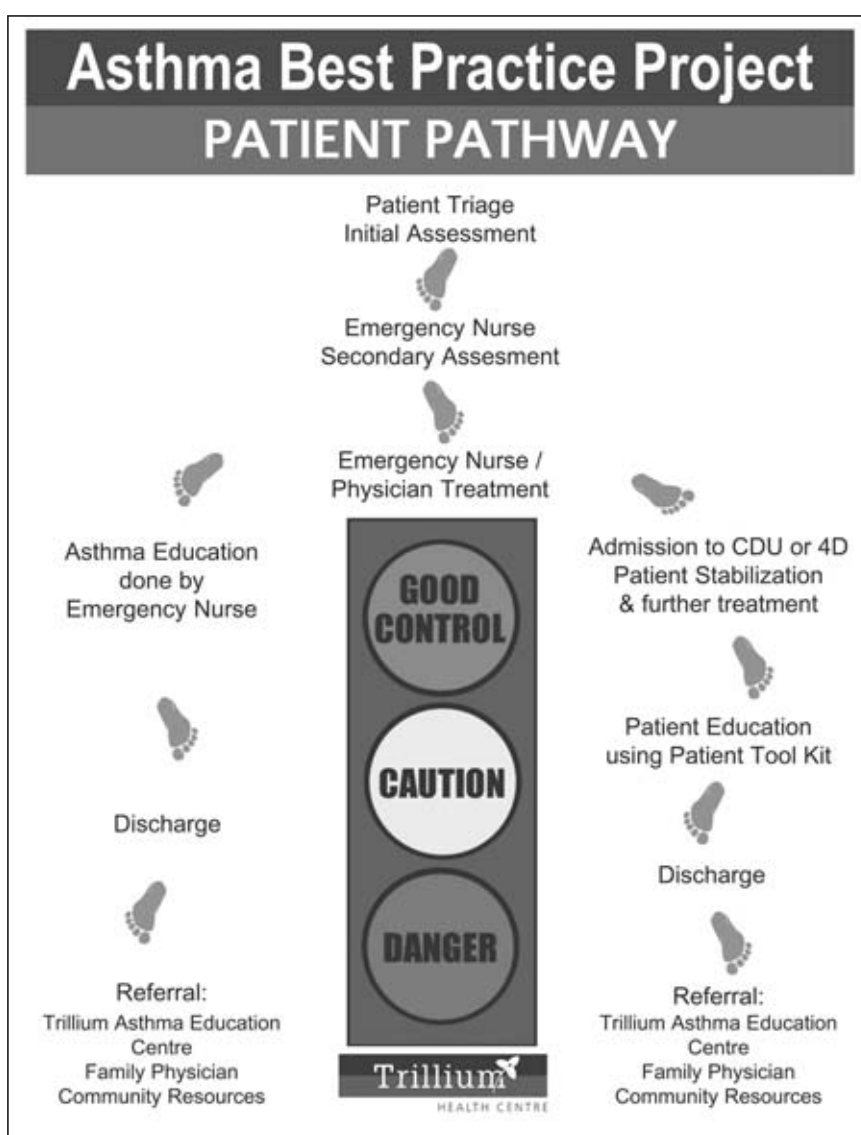 Asthma Best Practice Project
PATIENT PATHWAY
Patient Triage
Initial Assessment
Emergency Nurse
Secondary Assesment
Emergency Nurse /
Physician Treatment
Asthma Education
done by
Emergency Nurse
Discharge
Referral:
Trillium Asthma Education
Centre
Family Physician
Community Resources
GOOD
CONTROL
CAUTION
DANGER
Trillium
HEALTH CENTRE
Admission to CDU or 4D
Patient Stabilization
& further treatment
Patient Education
using Patient Tool Kit
Discharge
Referral:
Trillium Asthma Education
Centre
Family Physician
Community Resources